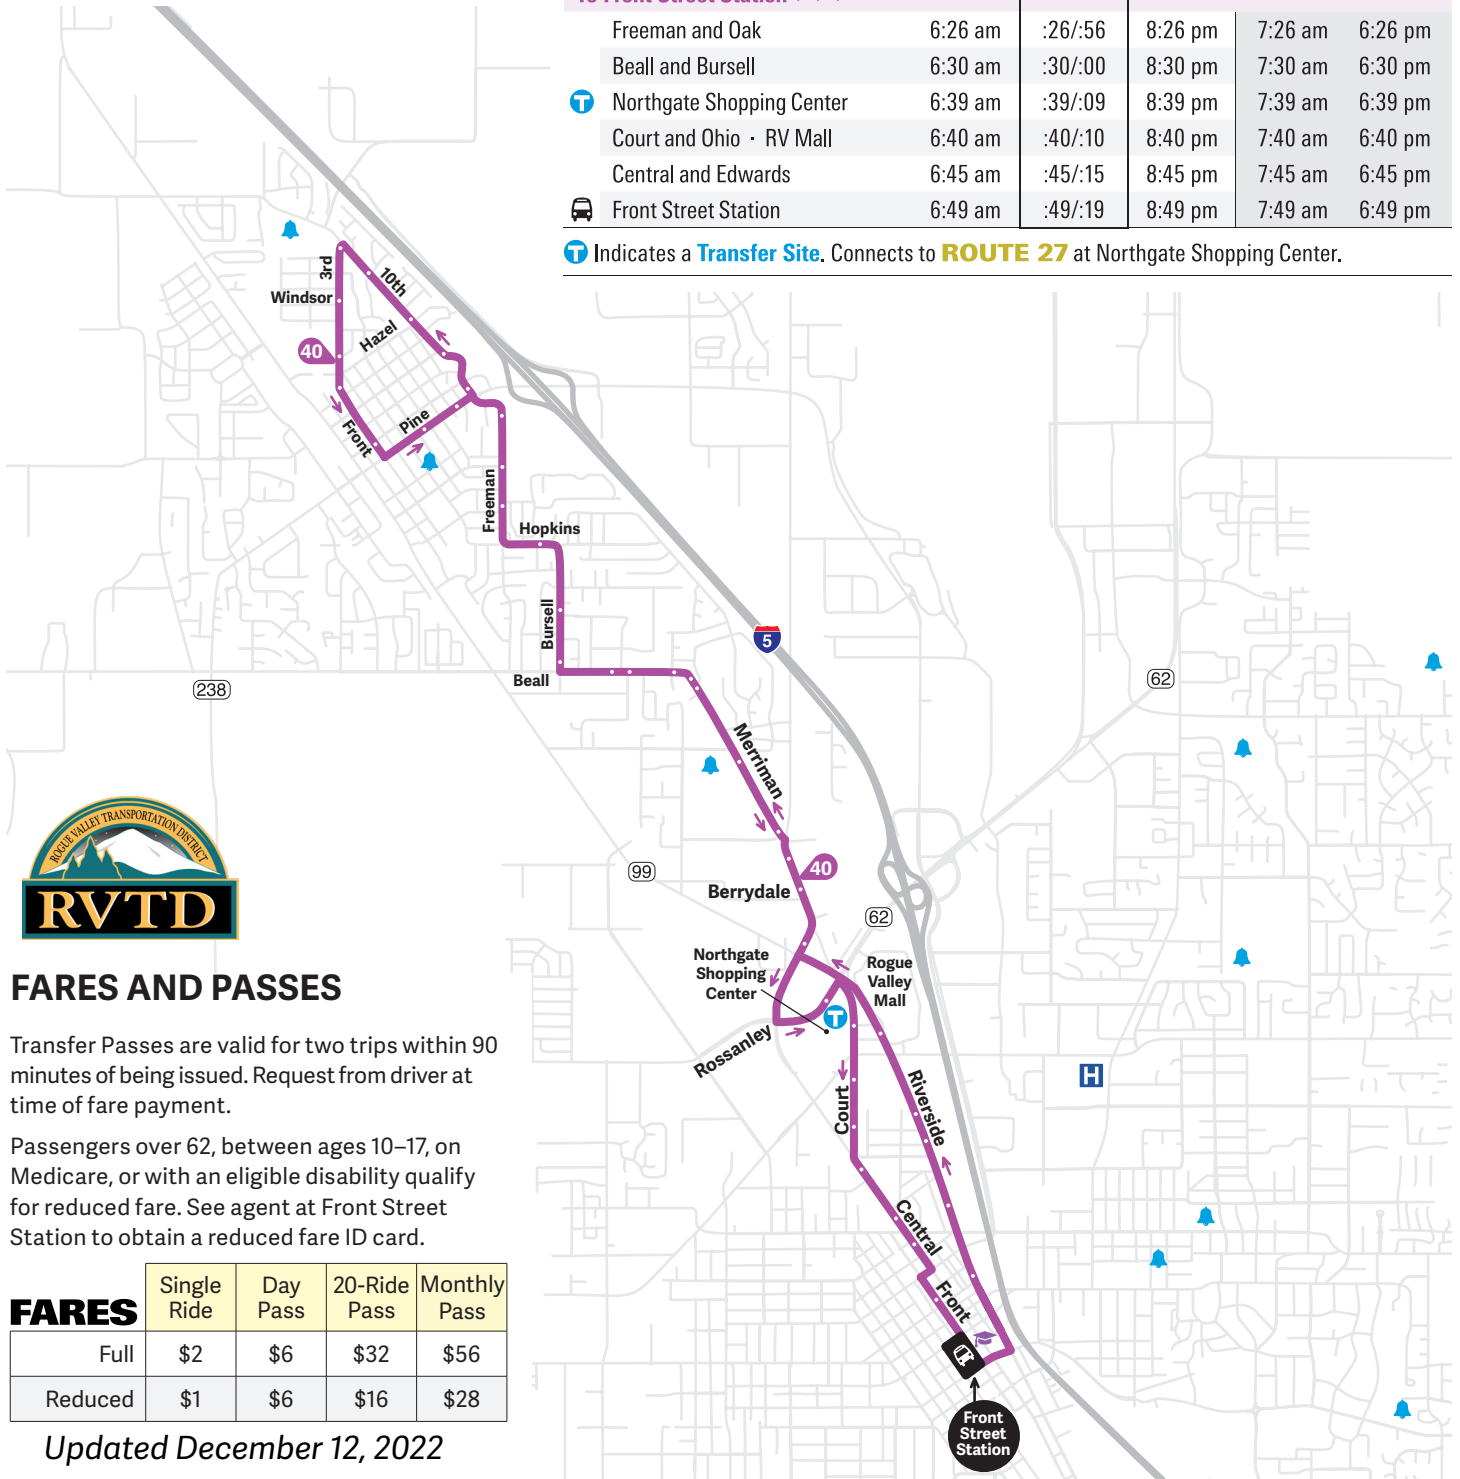 To Front Street Station
Freeman and Oak 6:26 am :26/:56 8:26 pm 7:26 am 6:26 pm
Beall and Bursell 6:30 am :30/:00 8:30 pm 7:30 am 6:30 pm
T Northgate Shopping Center 6:39 am :39/:09 8:39 pm 7:39 am 6:39 pm
Court and Ohio · RV Mall 6:40 am :40/:10 8:40 pm 7:40 am 6:40 pm
Central and Edwards 6:45 am :45/:15 8:45 pm 7:45 am 6:45 pm
Front Street Station 6:49 am :49/:19 8:49 pm 7:49 am 6:49 pm
T Indicates a Transfer Site. Connects to ROUTE 27 at Northgate Shopping Center.
3rd
10th
Windsor
Hazel
40
Pine
Front
Freeman
Hopkins
Bursell
5
Beall
238
62
Merriman
99
40
Berrydale
62
Northgate
Shopping
Center
Rogue
Valley
Mall
T
Rossanley
H
Court
Riverside
Central
Front
Front
Street
Station
ROGUE VALLEY TRANSPORTATION DISTRICT
RVTD
FARES AND PASSES
Transfer Passes are valid for two trips within 90
minutes of being issued. Request from driver at
time of fare payment.
Passengers over 62, between ages 10–17, on
Medicare, or with an eligible disability qualify
for reduced fare. See agent at Front Street
Station to obtain a reduced fare ID card.
FARES
Single
Ride
Day
Pass
20-Ride
Pass
Monthly
Pass
Full $2 $6 $32 $56
Reduced $1 $6 $16 $28
Updated December 12, 2022